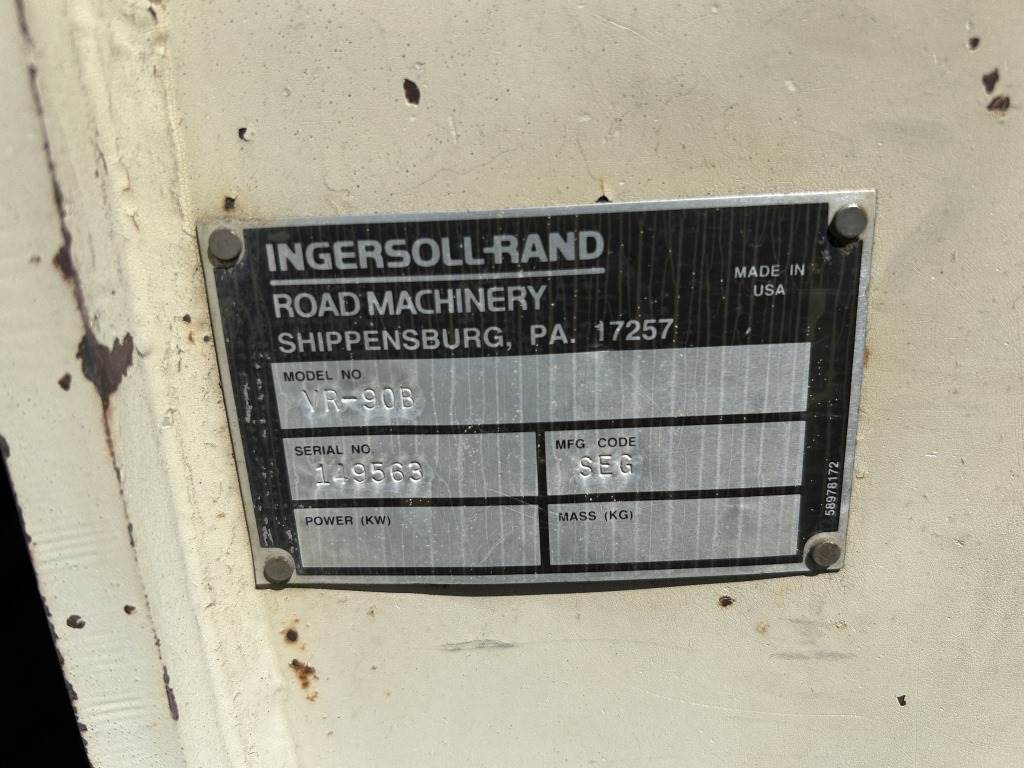 INGERSOLL-RAND
ROAD MACHINERY
SHIPPENSBURG, PA. 17257
MADE IN
USA
MODEL NO
VR-90B
SERIAL NO.
149563
MFG CODE
SEG
POWER (KW)
MASS (KG)
58978172